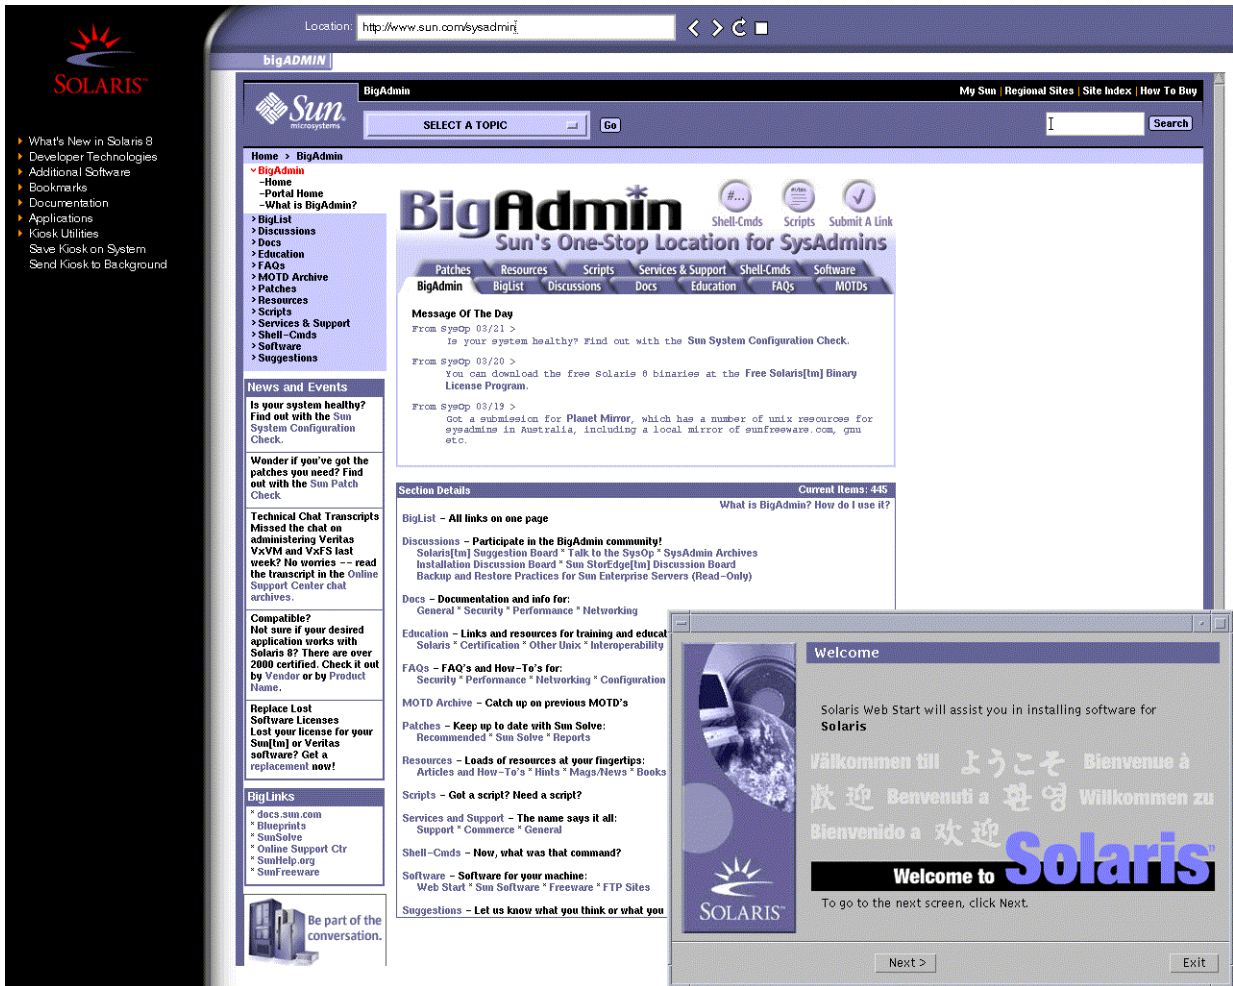 Location: http://www.sun.com/sysadmin
SOLARIS™
What's New in Solaris 8
Developer Technologies
Additional Software
Bookmarks
Documentation
Applications
Kiosk Utilities
Save Kiosk on System
Send Kiosk to Background
bigADMIN
Sun
microsystems
BigAdmin
My Sun | Regional Sites | Site Index | How To Buy
SELECT A TOPIC
Go
Search
Home > BigAdmin
BigAdmin
–Home
–Portal Home
–What is BigAdmin?
> BigList
> Discussions
> Docs
> Education
> FAQs
> MOTD Archive
> Patches
> Resources
> Scripts
> Services & Support
> Shell–Cmds
> Software
> Suggestions
News and Events
Is your system healthy?
Find out with the Sun
System Configuration
Check.
Wonder if you've got the
patches you need? Find
out with the Sun Patch
Check
Technical Chat Transcripts
Missed the chat on
administering Veritas
VxVM and VxFS last
week? No worries –– read
the transcript in the Online
Support Center chat
archives.
Compatible?
Not sure if your desired
application works with
Solaris 8? There are over
2000 certified. Check it out
by Vendor or by Product
Name.
Replace Lost
Software Licenses
Lost your license for your
Sun[tm] or Veritas
software? Get a
replacement now!
BigLinks
* docs.sun.com
* Blueprints
* SunSolve
* Online Support Ctr
* SunHelp.org
* SunFreeware
Be part of the
conversation.
BigAdmin
#...
Shell-Cmds
Scripts
Submit A Link
Sun's One-Stop Location for SysAdmins
Patches Resources Scripts Services & Support Shell-Cmds Software
BigAdmin BigList Discussions Docs Education FAQs MOTDs
Message Of The Day
From SysOp 03/21 >
Is your system healthy? Find out with the Sun System Configuration Check.
From SysOp 03/20 >
You can download the free Solaris 8 binaries at the Free Solaris[tm] Binary
License Program.
From SysOp 03/19 >
Got a submission for Planet Mirror, which has a number of unix resources for
sysadmins in Australia, including a local mirror of sunfreeware.com, gnu
etc.
Section Details
Current Items: 445
What is BigAdmin? How do I use it?
BigList – All links on one page
Discussions – Participate in the BigAdmin community!
Solaris[tm] Suggestion Board * Talk to the SysOp * SysAdmin Archives
Installation Discussion Board * Sun StorEdge[tm] Discussion Board
Backup and Restore Practices for Sun Enterprise Servers (Read–Only)
Docs – Documentation and info for:
General * Security * Performance * Networking
Education – Links and resources for training and educat
Solaris * Certification * Other Unix * Interoperability
FAQs – FAQ's and How–To's for:
Security * Performance * Networking * Configuration
MOTD Archive – Catch up on previous MOTD's
Patches – Keep up to date with Sun Solve:
Recommended * Sun Solve * Reports
Resources – Loads of resources at your fingertips:
Articles and How–To's * Hints * Mags/News * Books
Scripts – Got a script? Need a script?
Services and Support – The name says it all:
Support * Commerce * General
Shell–Cmds – Now, what was that command?
Software – Software for your machine:
Web Start * Sun Software * Freeware * FTP Sites
Suggestions – Let us know what you think or what you
Welcome
Solaris Web Start will assist you in installing software for
Solaris
Välkommen till ようこそ Bienvenue à
歓迎 Benvenuti a 환영 Willkommen zu
Bienvenido a 欢迎
Welcome to Solaris™
To go to the next screen, click Next.
SOLARIS™
Next >
Exit